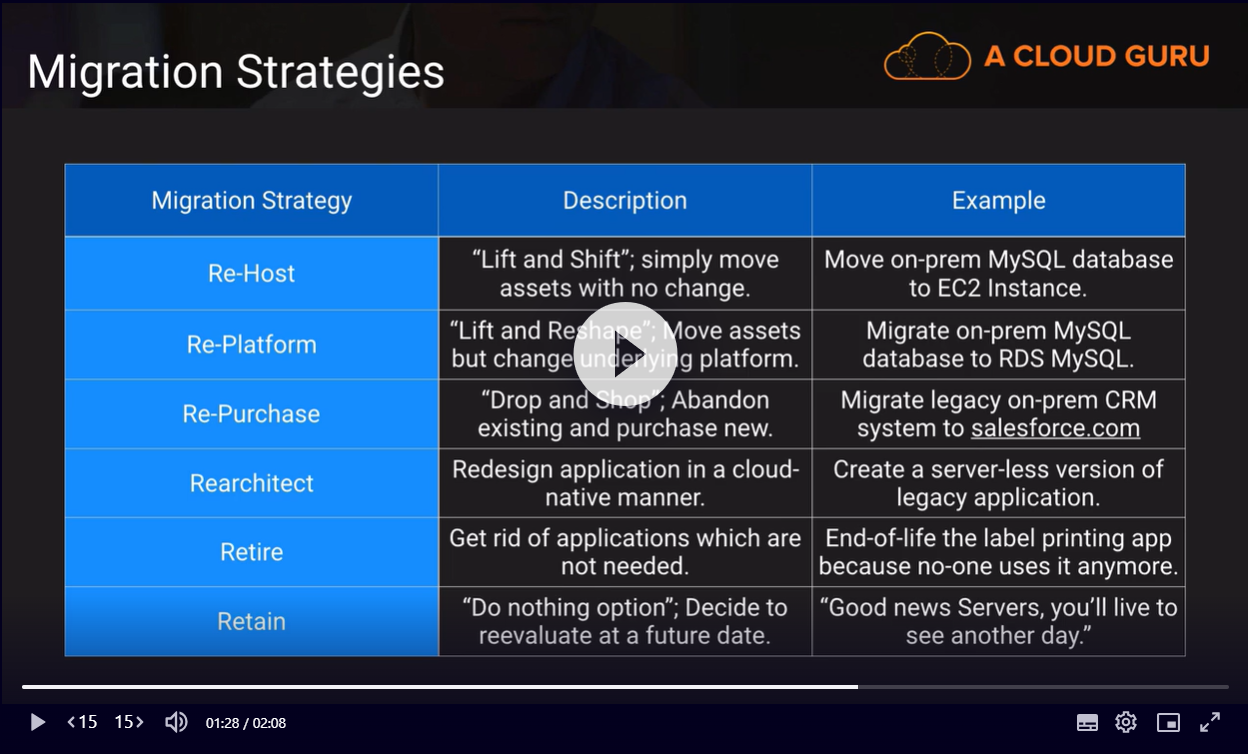 Migration Strategies
A CLOUD GURU
Migration Strategy
Description
Example
Re-Host
“Lift and Shift”; simply move
assets with no change.
Move on-prem MySQL database
to EC2 Instance.
Re-Platform
“Lift and Reshape”; Move assets
but change underlying platform.
Migrate on-prem MySQL
database to RDS MySQL.
Re-Purchase
“Drop and Shop”; Abandon
existing and purchase new.
Migrate legacy on-prem CRM
system to salesforce.com
Rearchitect
Redesign application in a cloud-
native manner.
Create a server-less version of
legacy application.
Retire
Get rid of applications which are
not needed.
End-of-life the label printing app
because no-one uses it anymore.
Retain
“Do nothing option”; Decide to
reevaluate at a future date.
“Good news Servers, you’ll live to
see another day.”
<15 15> 01:28 / 02:08